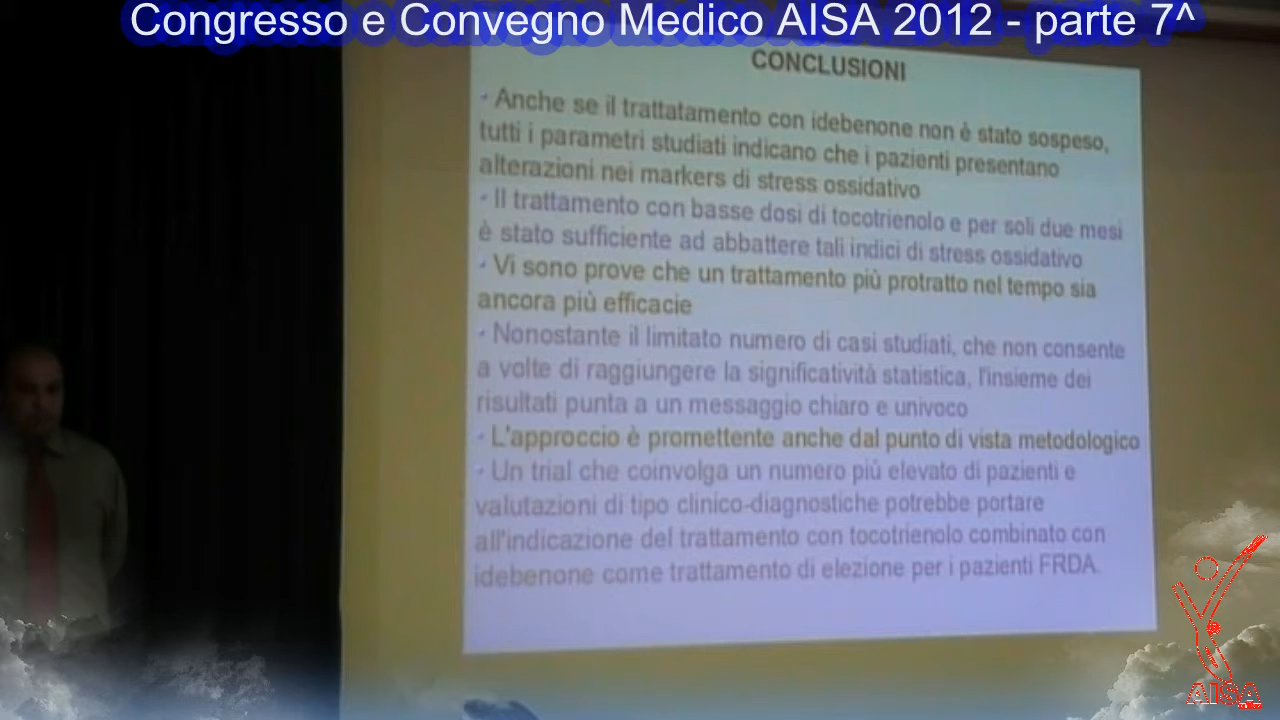 Congresso e Convegno Medico AISA 2012 - parte 7^
CONCLUSIONI
- Anche se il trattatamento con idebenone non è stato sospeso,
tutti i parametri studiati indicano che i pazienti presentano
alterazioni nei markers di stress ossidativo
- Il trattamento con basse dosi di tocotrienolo e per soli due mesi
è stato sufficiente ad abbattere tali indici di stress ossidativo
- Vi sono prove che un trattamento più protratto nel tempo sia
ancora più efficacie
- Nonostante il limitato numero di casi studiati, che non consente
a volte di raggiungere la significatività statistica, l'insieme dei
risultati punta a un messaggio chiaro e univoco
- L'approccio è promettente anche dal punto di vista metodologico
- Un trial che coinvolga un numero più elevato di pazienti e
valutazioni di tipo clinico-diagnostiche potrebbe portare
all'indicazione del trattamento con tocotrienolo combinato con
idebenone come trattamento di elezione per i pazienti FRDA.
AISA